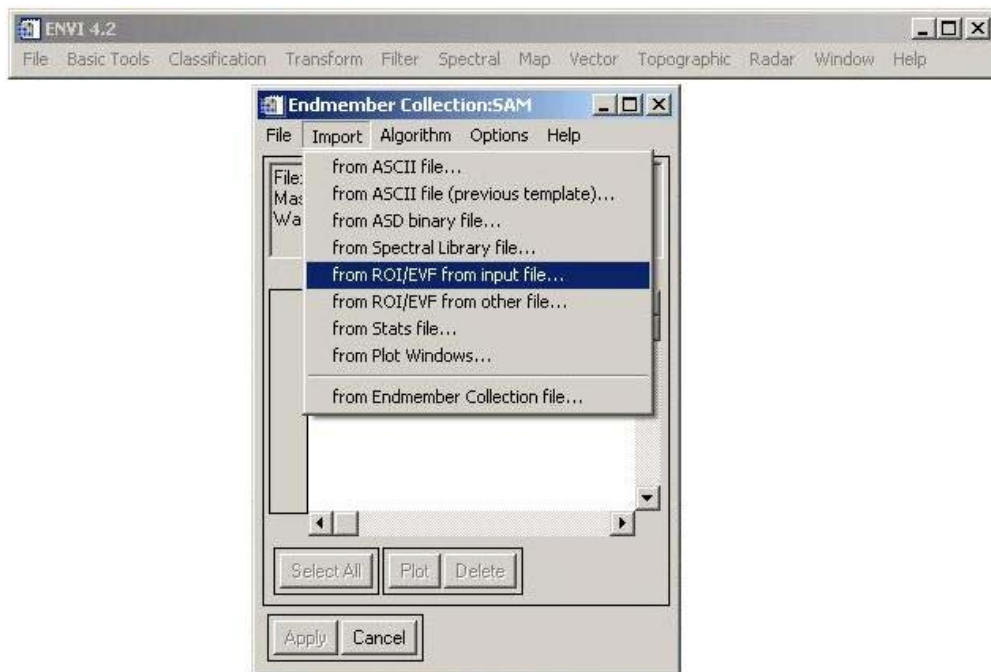 ENVI 4.2
File Basic Tools Classification Transform Filter Spectral Map Vector Topographic Radar Window Help
Endmember Collection:SAM
File Import Algorithm Options Help
from ASCII file...
File:
from ASCII file (previous template)...
Mas
from ASD binary file...
Wa
from Spectral Library file...
from ROI/EVF from input file...
from ROI/EVF from other file...
from Stats file...
from Plot Windows...
from Endmember Collection file...
Select All Plot Delete
Apply Cancel